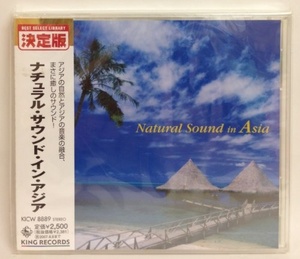 BEST SELECT LIBRARY
決定版
アジアの自然とアジアの音楽の融合、
まさに癒しのサウンド!
ナチュラル・サウンド・イン・アジア
KICW 8889
定価¥2,500
KING RECORDS
Natural Sound in Asia